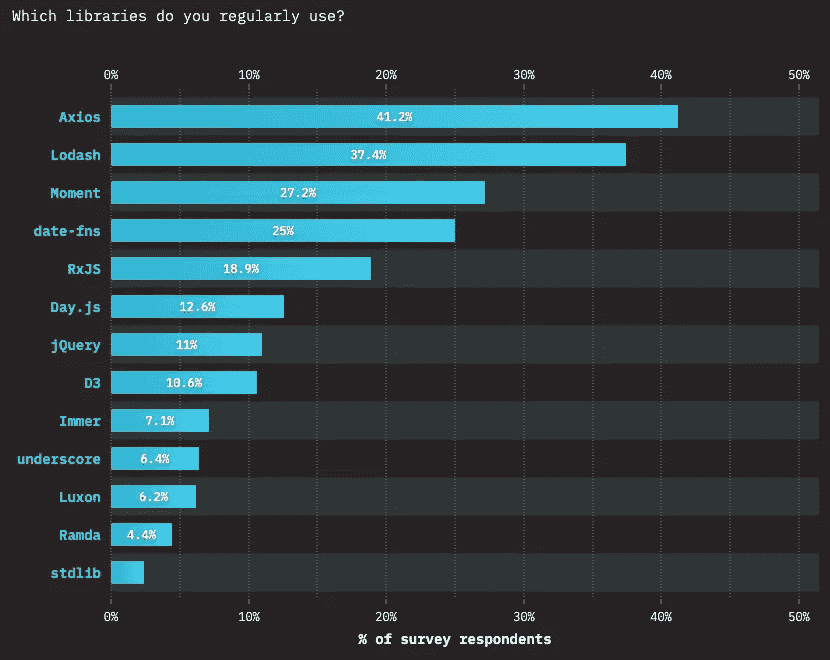 Which libraries do you regularly use?
0% 10% 20% 30% 40% 50%
Axios 41.2%
Lodash 37.4%
Moment 27.2%
date-fns 25%
RxJS 18.9%
Day.js 12.6%
jQuery 11%
D3 10.6%
Immer 7.1%
underscore 6.4%
Luxon 6.2%
Ramda 4.4%
stdlib
0% 10% 20% 30% 40% 50%
% of survey respondents